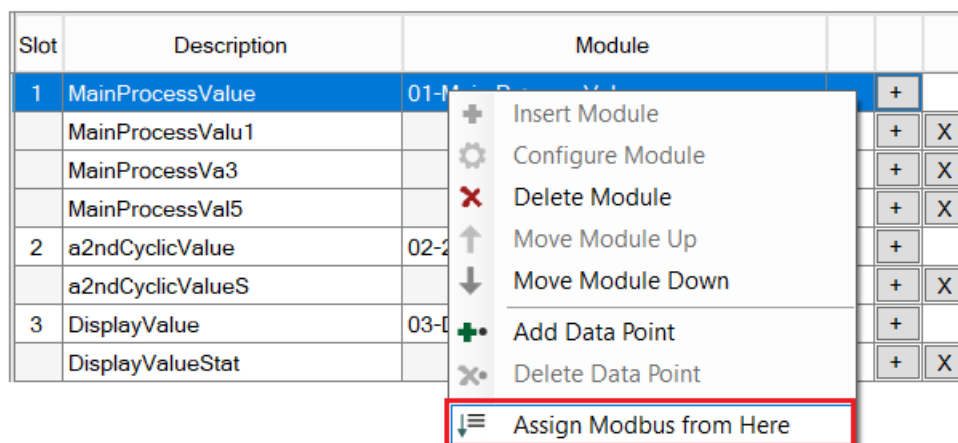 Slot Description Module
1 MainProcessValue 01- +
MainProcessValu1 + X
MainProcessVa3 + X
MainProcessVal5 + X
2 a2ndCyclicValue 02-2 +
a2ndCyclicValueS + X
3 DisplayValue 03-D +
DisplayValueStat + X
Insert Module
Configure Module
Delete Module
Move Module Up
Move Module Down
Add Data Point
Delete Data Point
Assign Modbus from Here